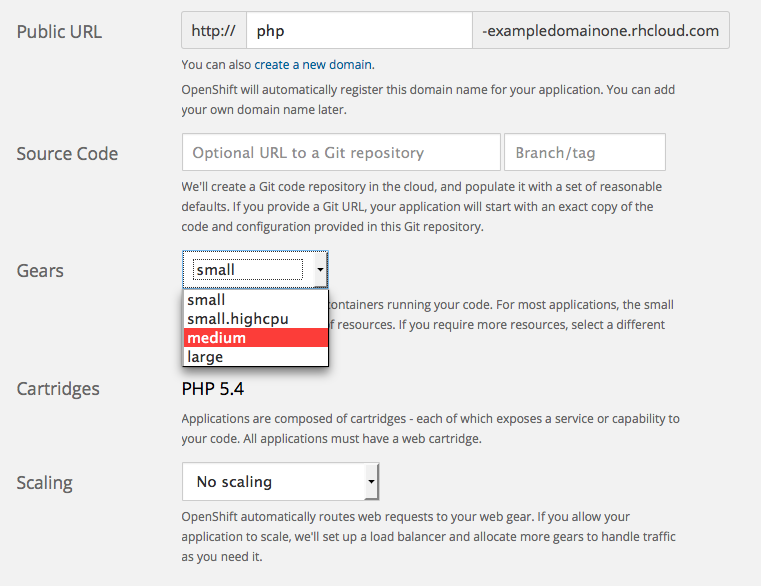 Public URL
http:// php -exampledomainone.rhcloud.com
You can also create a new domain.
OpenShift will automatically register this domain name for your application. You can add
your own domain name later.
Source Code
Optional URL to a Git repository Branch/tag
We'll create a Git code repository in the cloud, and populate it with a set of reasonable
defaults. If you provide a Git URL, your application will start with an exact copy of the
code and configuration provided in this Git repository.
Gears
small
small
small.highcpu
medium
large
containers running your code. For most applications, the small
of resources. If you require more resources, select a different
Cartridges
PHP 5.4
Applications are composed of cartridges - each of which exposes a service or capability to
your code. All applications must have a web cartridge.
Scaling
No scaling
OpenShift automatically routes web requests to your web gear. If you allow your
application to scale, we'll set up a load balancer and allocate more gears to handle traffic
as you need it.